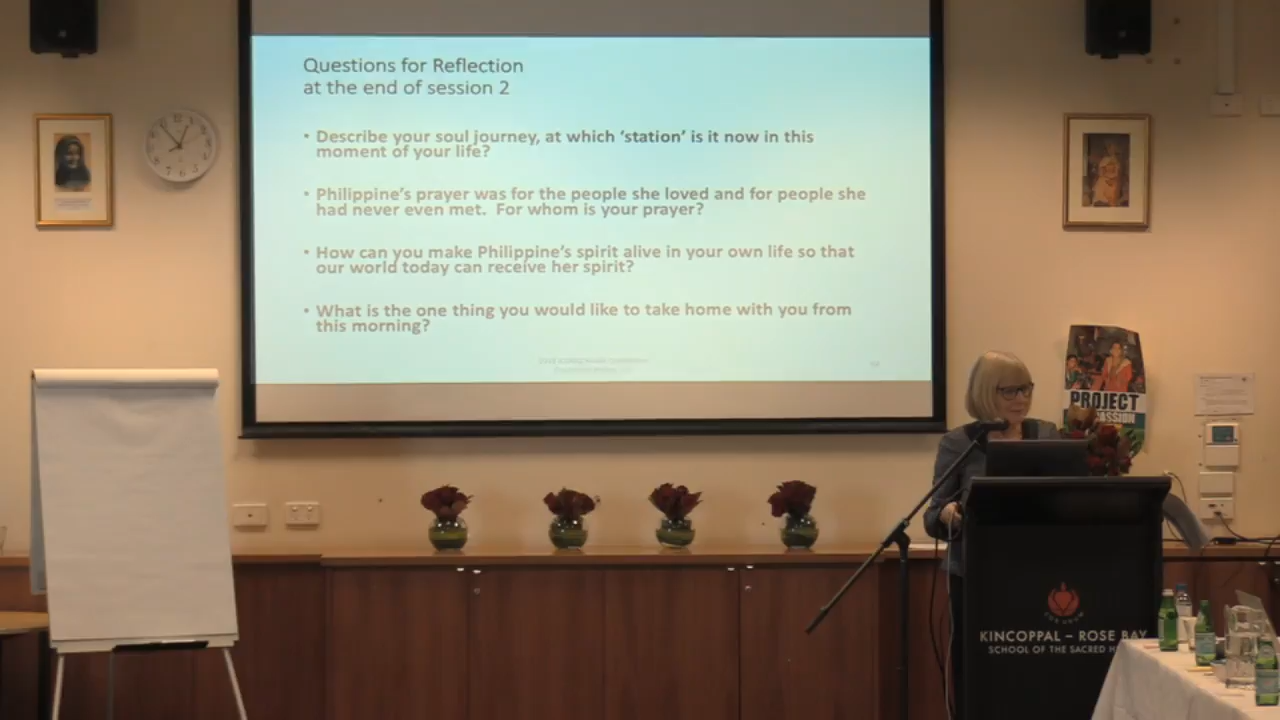 Questions for Reflection
at the end of session 2
• Describe your soul journey, at which ‘station’ is it now in this
moment of your life?
• Philippine’s prayer was for the people she loved and for people she
had never even met.  For whom is your prayer?
• How can you make Philippine’s spirit alive in your own life so that
our world today can receive her spirit?
• What is the one thing you would like to take home with you from
this morning?
PROJECT
KINCOPPAL – ROSE BAY
SCHOOL OF THE SACRED